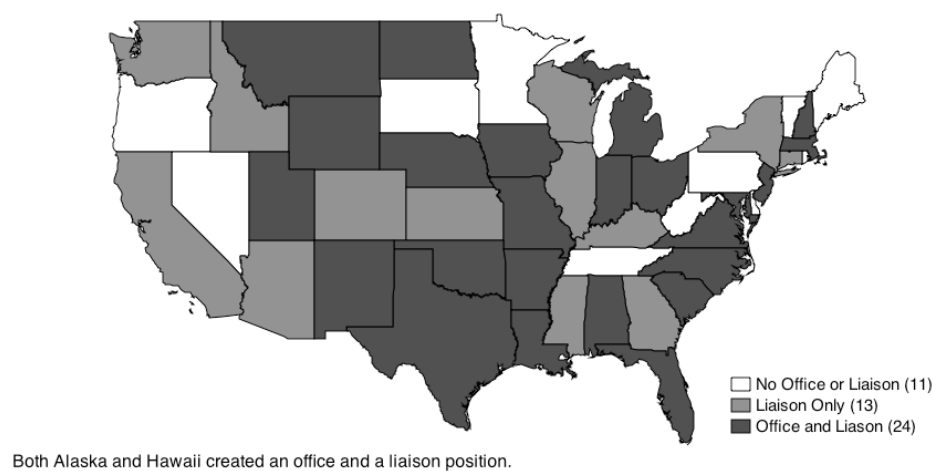 No Office or Liaison (11)
Liaison Only (13)
Office and Liason (24)
Both Alaska and Hawaii created an office and a liaison position.